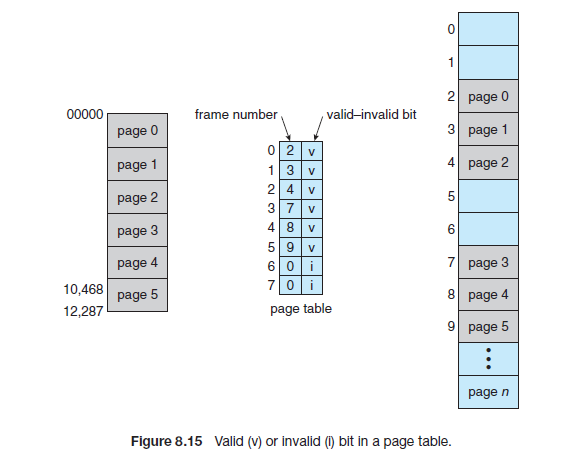 00000
page 0
page 1
page 2
page 3
page 4
10,468
page 5
12,287
frame number
valid–invalid bit
0 2 v
1 3 v
2 4 v
3 7 v
4 8 v
5 9 v
6 0 i
7 0 i
page table
0
1
2 page 0
3 page 1
4 page 2
5
6
7 page 3
8 page 4
9 page 5
page n
Figure 8.15 Valid (v) or invalid (i) bit in a page table.